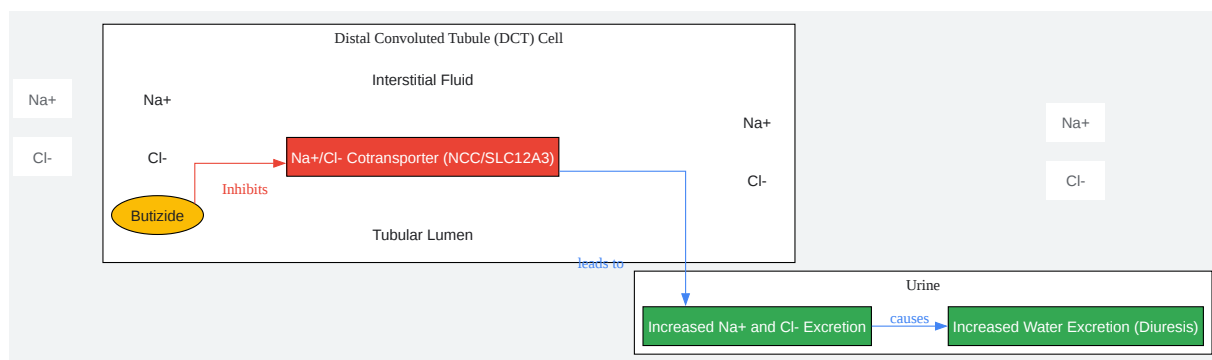 Distal Convoluted Tubule (DCT) Cell
Interstitial Fluid
Na+
Na+
Na+
Na+
Cl-
Cl-
Na+/Cl- Cotransporter (NCC/SLC12A3)
Cl-
Cl-
Inhibits
Butizide
Tubular Lumen
leads to
Urine
Increased Na+ and Cl- Excretion
causes
Increased Water Excretion (Diuresis)